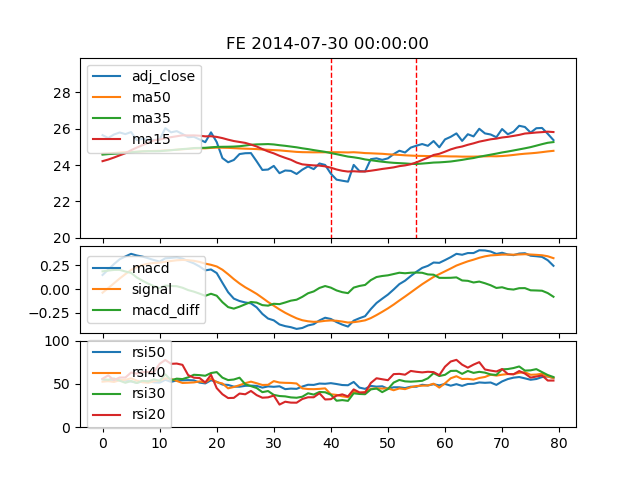 FE 2014-07-30 00:00:00
28
26
24
22
20
adj_close
ma50
ma35
ma15
0.25
0.00
−0.25
macd
signal
macd_diff
100
50
0
rsi50
rsi40
rsi30
rsi20
0 10 20 30 40 50 60 70 80